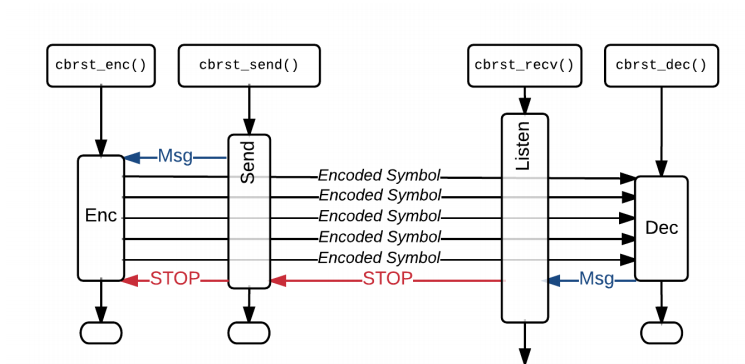 cbrst_enc()
cbrst_send()
cbrst_recv()
cbrst_dec()
Msg
Send
Listen
Encoded Symbol
Encoded Symbol
Enc
Encoded Symbol
Dec
Encoded Symbol
Encoded Symbol
STOP
STOP
Msg